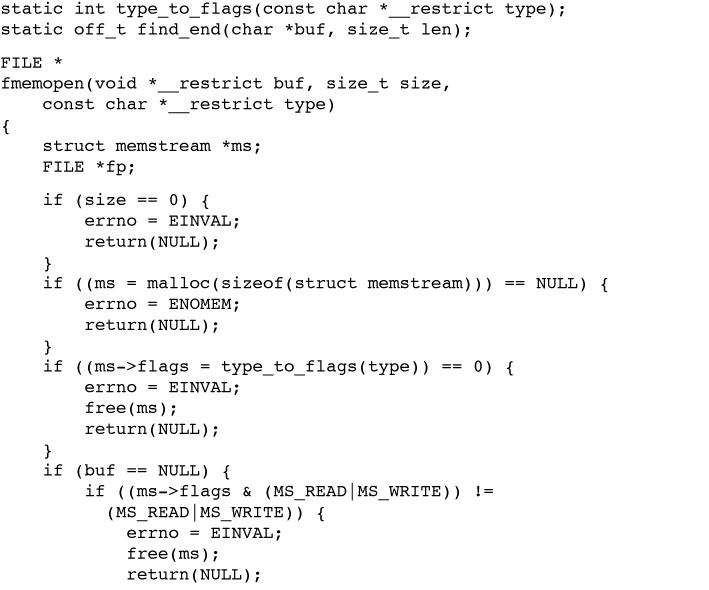 static int type_to_flags(const char *__restrict type);
static off_t find_end(char *buf, size_t len);
FILE *
fmemopen(void *__restrict buf, size_t size,
    const char *__restrict type)
{
    struct memstream *ms;
    FILE *fp;
    if (size == 0) {
        errno = EINVAL;
        return(NULL);
    }
    if ((ms = malloc(sizeof(struct memstream))) == NULL) {
        errno = ENOMEM;
        return(NULL);
    }
    if ((ms->flags = type_to_flags(type)) == 0) {
        errno = EINVAL;
        free(ms);
        return(NULL);
    }
    if (buf == NULL) {
        if ((ms->flags & (MS_READ|MS_WRITE)) !=
          (MS_READ|MS_WRITE)) {
            errno = EINVAL;
            free(ms);
            return(NULL);